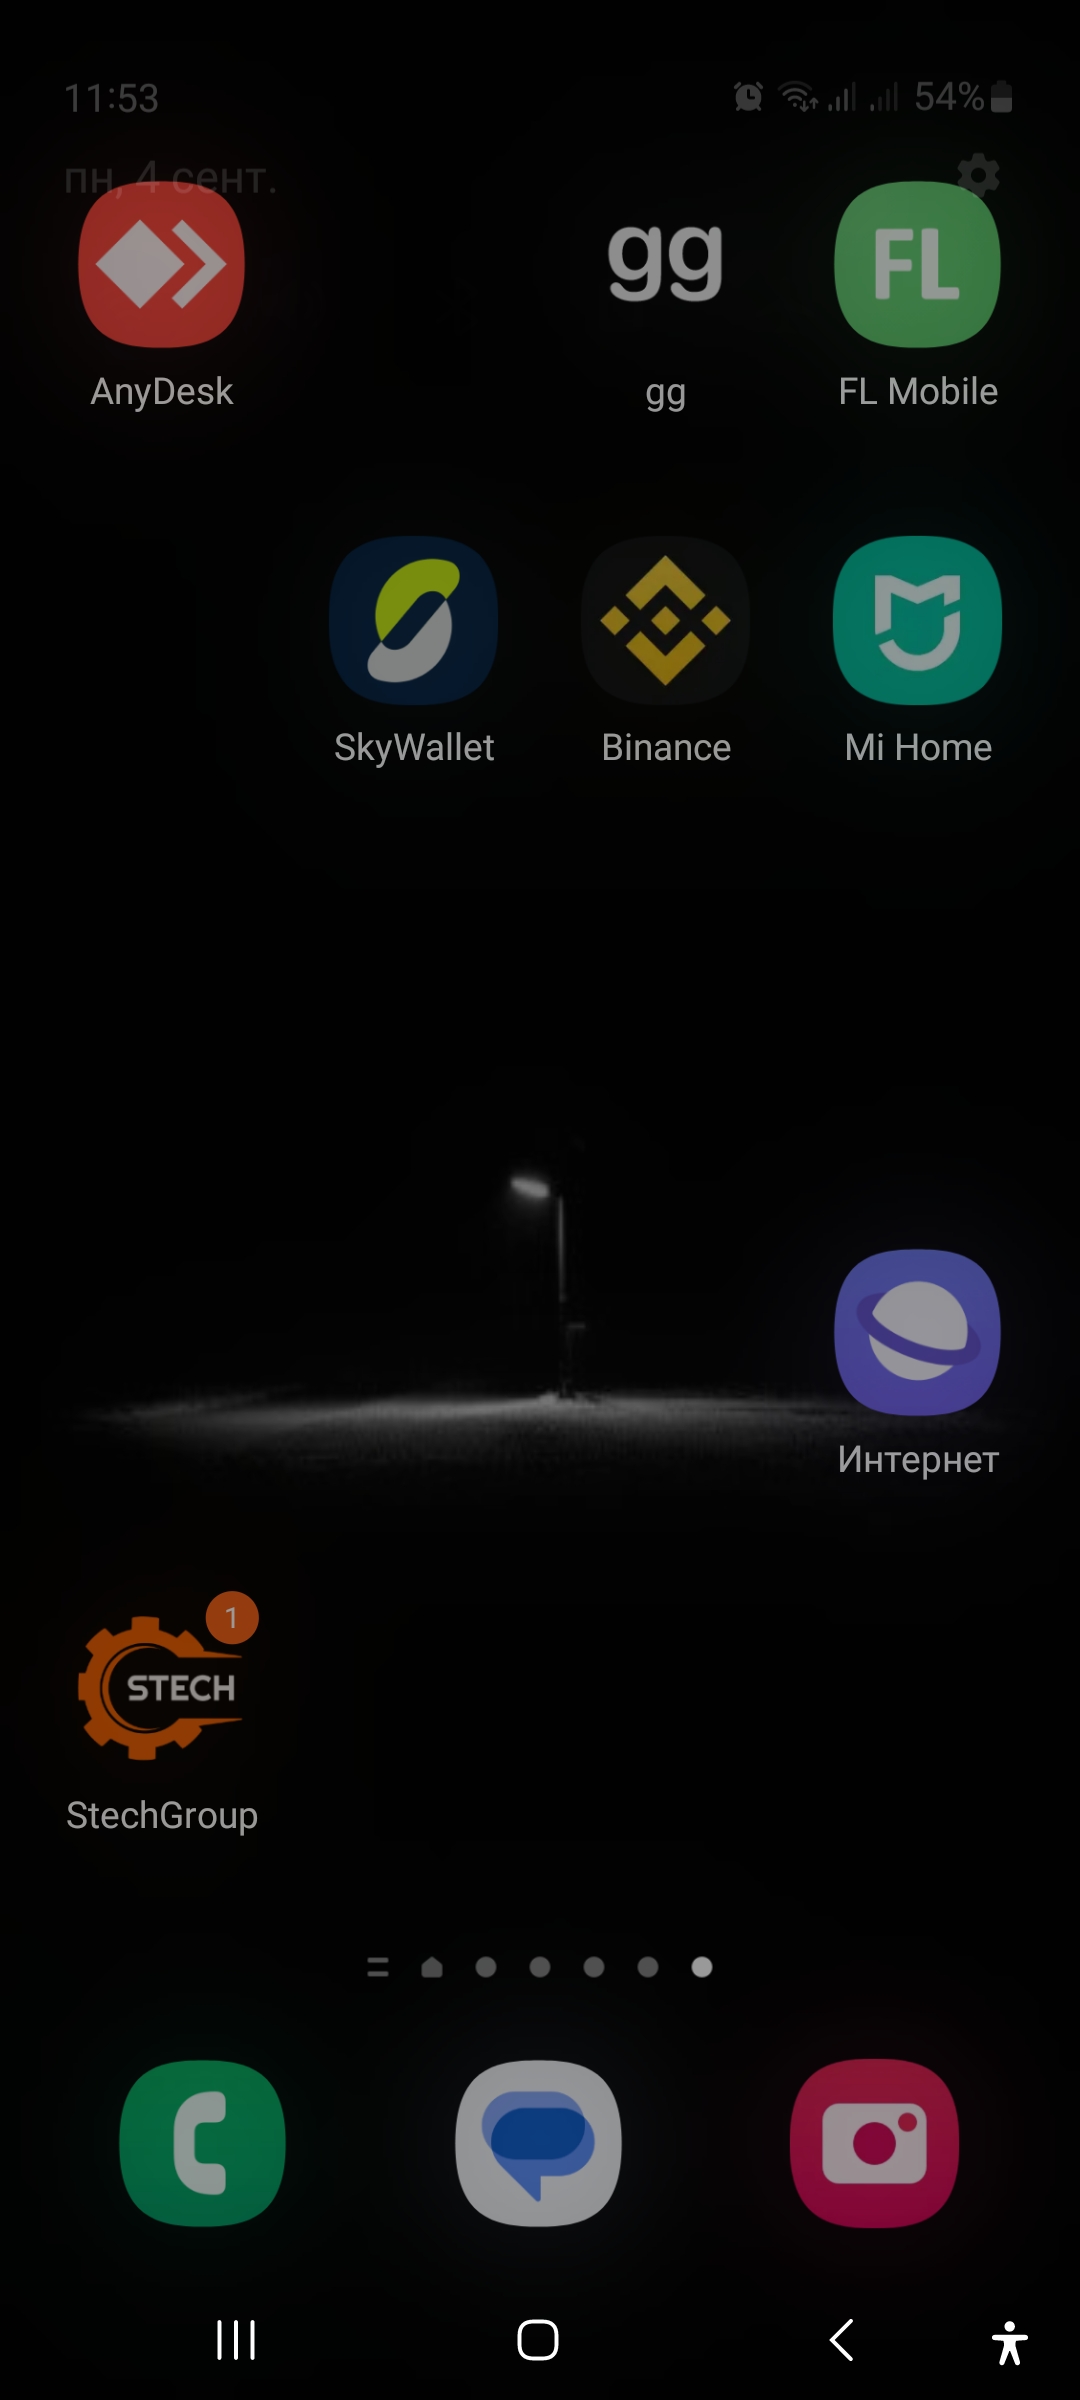 11:53 54%
пн, 4 сент.
gg FL
AnyDesk gg FL Mobile
SkyWallet Binance Mi Home
Интернет
1
STECH
StechGroup